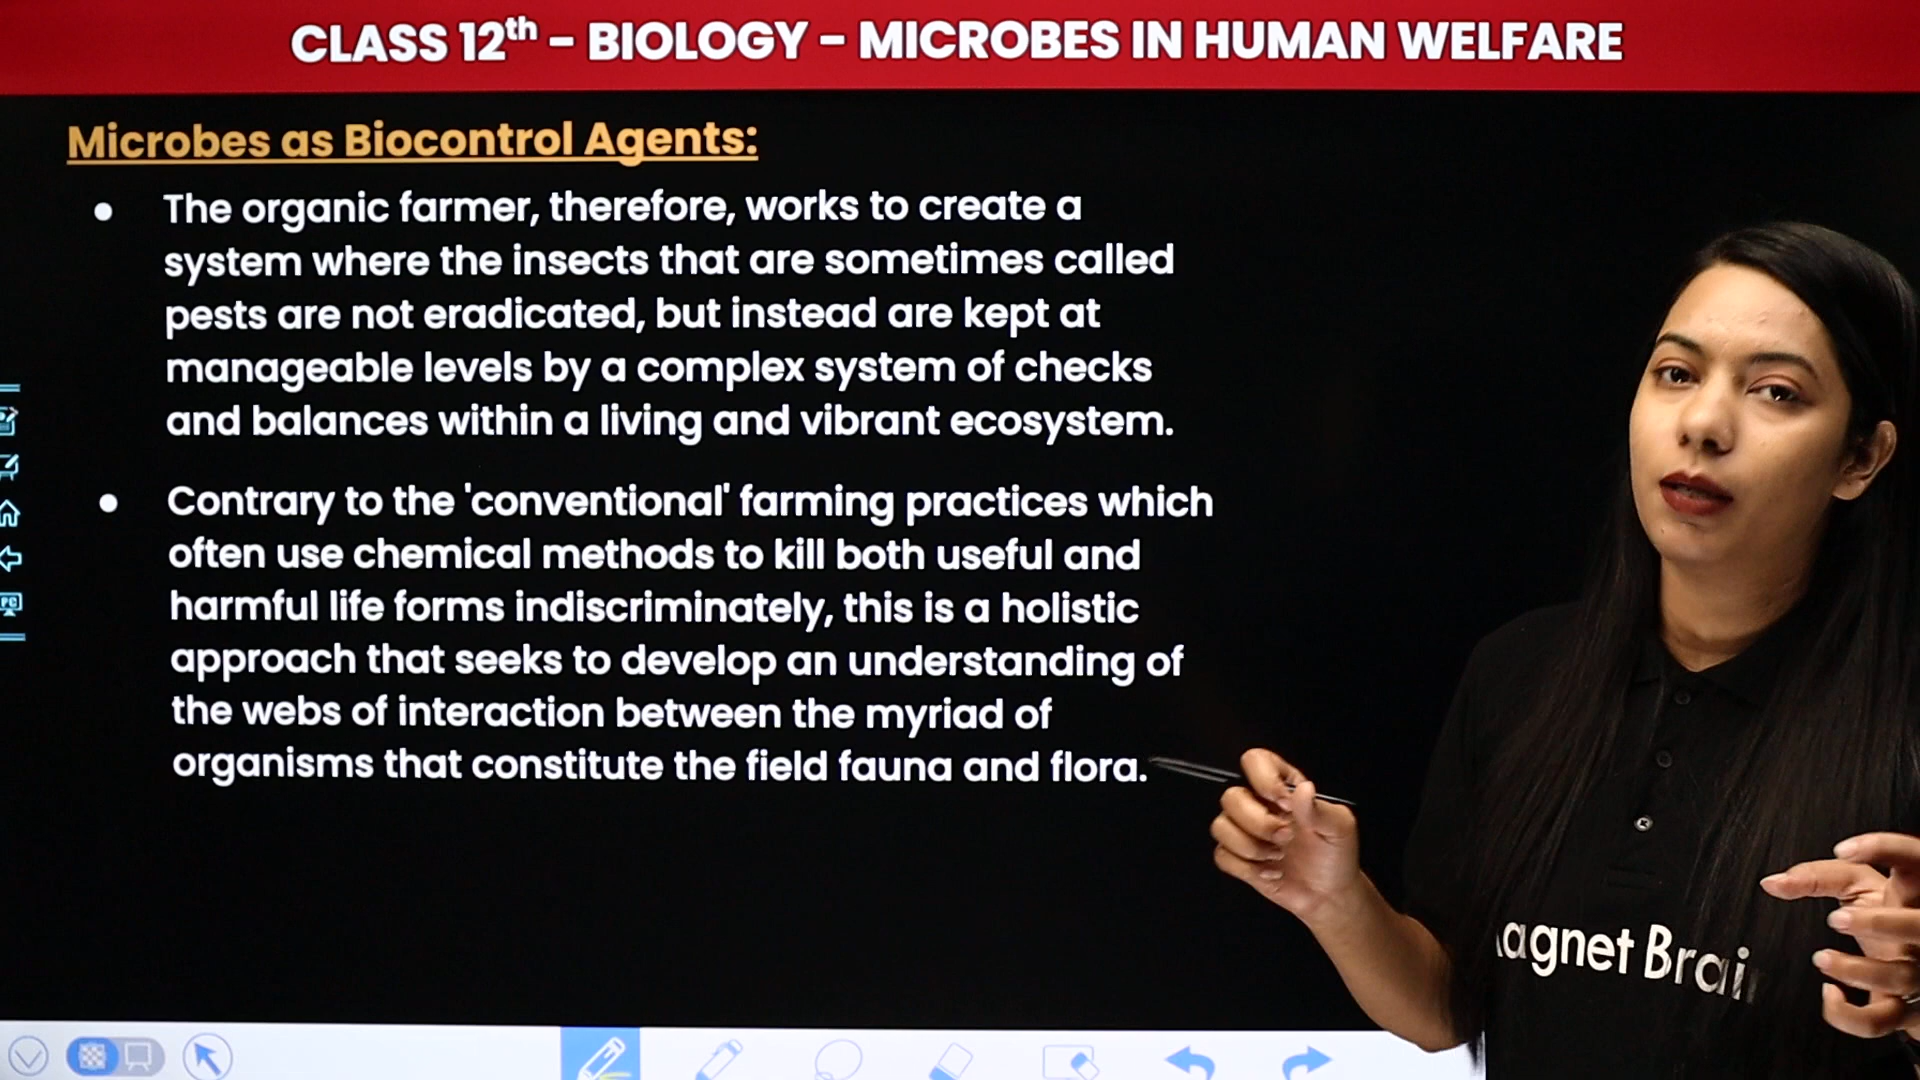 CLASS 12th - BIOLOGY - MICROBES IN HUMAN WELFARE
Microbes as Biocontrol Agents:
• The organic farmer, therefore, works to create a
system where the insects that are sometimes called
pests are not eradicated, but instead are kept at
manageable levels by a complex system of checks
and balances within a living and vibrant ecosystem.
• Contrary to the 'conventional' farming practices which
often use chemical methods to kill both useful and
harmful life forms indiscriminately, this is a holistic
approach that seeks to develop an understanding of
the webs of interaction between the myriad of
organisms that constitute the field fauna and flora.
PC
agnet Brai